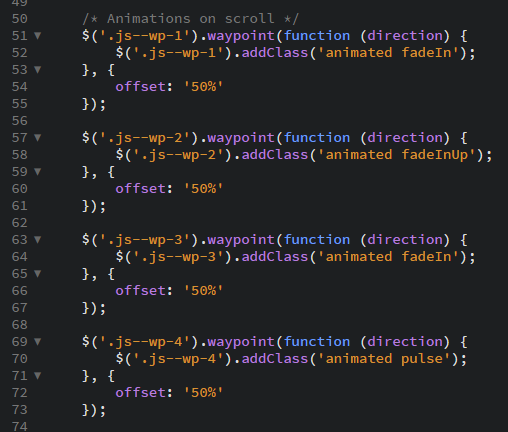 49
50 /* Animations on scroll */
51 $('.js--wp-1').waypoint(function (direction) {
52 $('.js--wp-1').addClass('animated fadeIn');
53 }, {
54 offset: '50%'
55 });
56
57 $('.js--wp-2').waypoint(function (direction) {
58 $('.js--wp-2').addClass('animated fadeInUp');
59 }, {
60 offset: '50%'
61 });
62
63 $('.js--wp-3').waypoint(function (direction) {
64 $('.js--wp-3').addClass('animated fadeIn');
65 }, {
66 offset: '50%'
67 });
68
69 $('.js--wp-4').waypoint(function (direction) {
70 $('.js--wp-4').addClass('animated pulse');
71 }, {
72 offset: '50%'
73 });
74